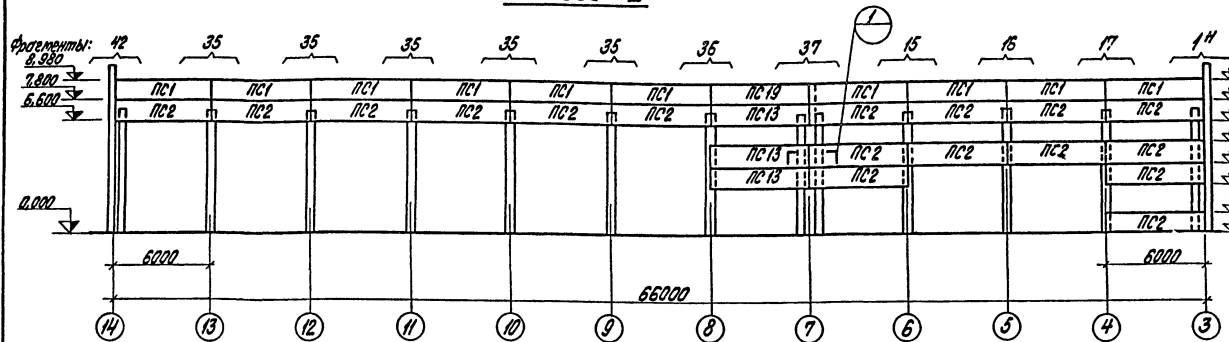 Фрагменты: 42 35 35 35 35 35 36 37 15 16 17 1н
1
8,980
7,800
6,600
ПС1 ПС1 ПС1 ПС1 ПС1 ПС1 ПС19 ПС1 ПС1 ПС1 ПС1
ПС2 ПС2 ПС2 ПС2 ПС2 ПС2 ПС13 ПС2 ПС2 ПС2 ПС2
ПС13 ПС2 ПС2 ПС2 ПС2
ПС13 ПС2 ПС2
0,000
ПС2
6000 6000
66000
14 13 12 11 10 9 8 7 6 5 4 3